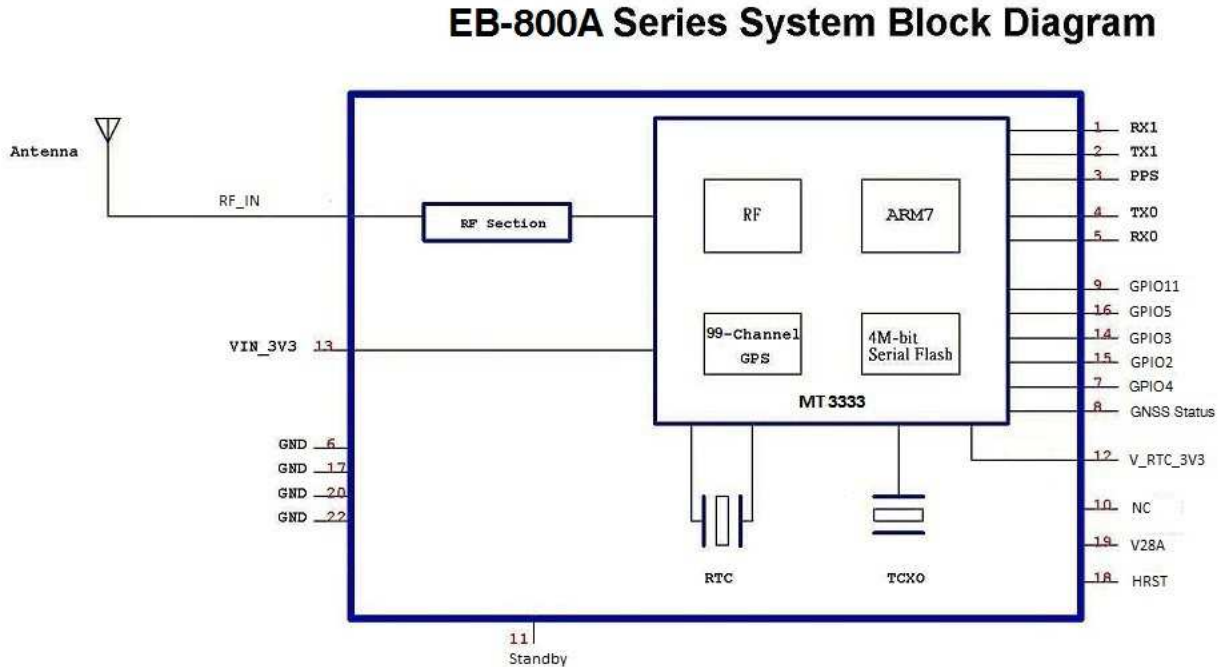 EB-800A Series System Block Diagram
Antenna
RF_IN
RF Section
VIN_3V3 13
GND 6
GND 17
GND 20
GND 22
RF
ARM7
99-Channel
GPS
4M-bit
Serial Flash
MT3333
RTC
TCXO
1 RX1
2 TX1
3 PPS
4 TX0
5 RX0
9 GPIO11
16 GPIO5
14 GPIO3
15 GPIO2
7 GPIO4
8 GNSS Status
12 V_RTC_3V3
10 NC
19 V28A
18 HRST
11
Standby